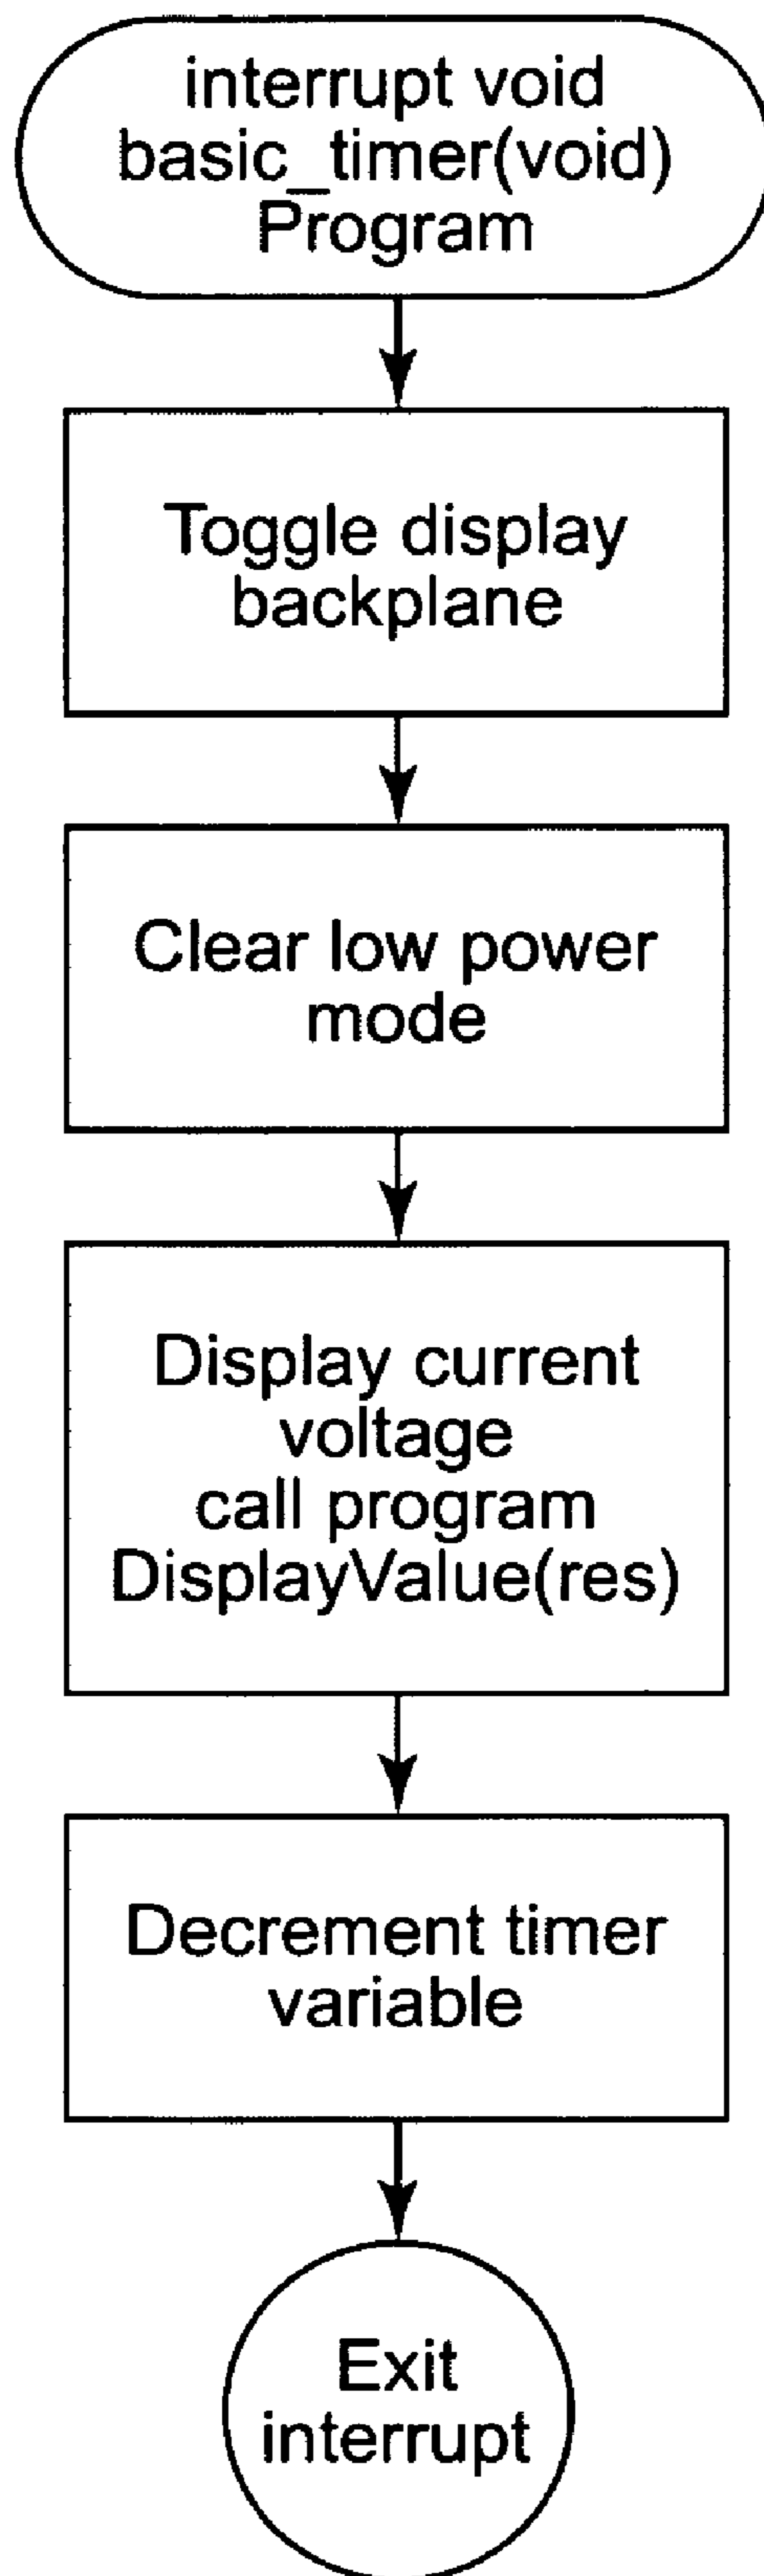 interrupt void
basic_timer(void)
Program
Toggle display
backplane
Clear low power
mode
Display current
voltage
call program
DisplayValue(res)
Decrement timer
variable
Exit
interrupt